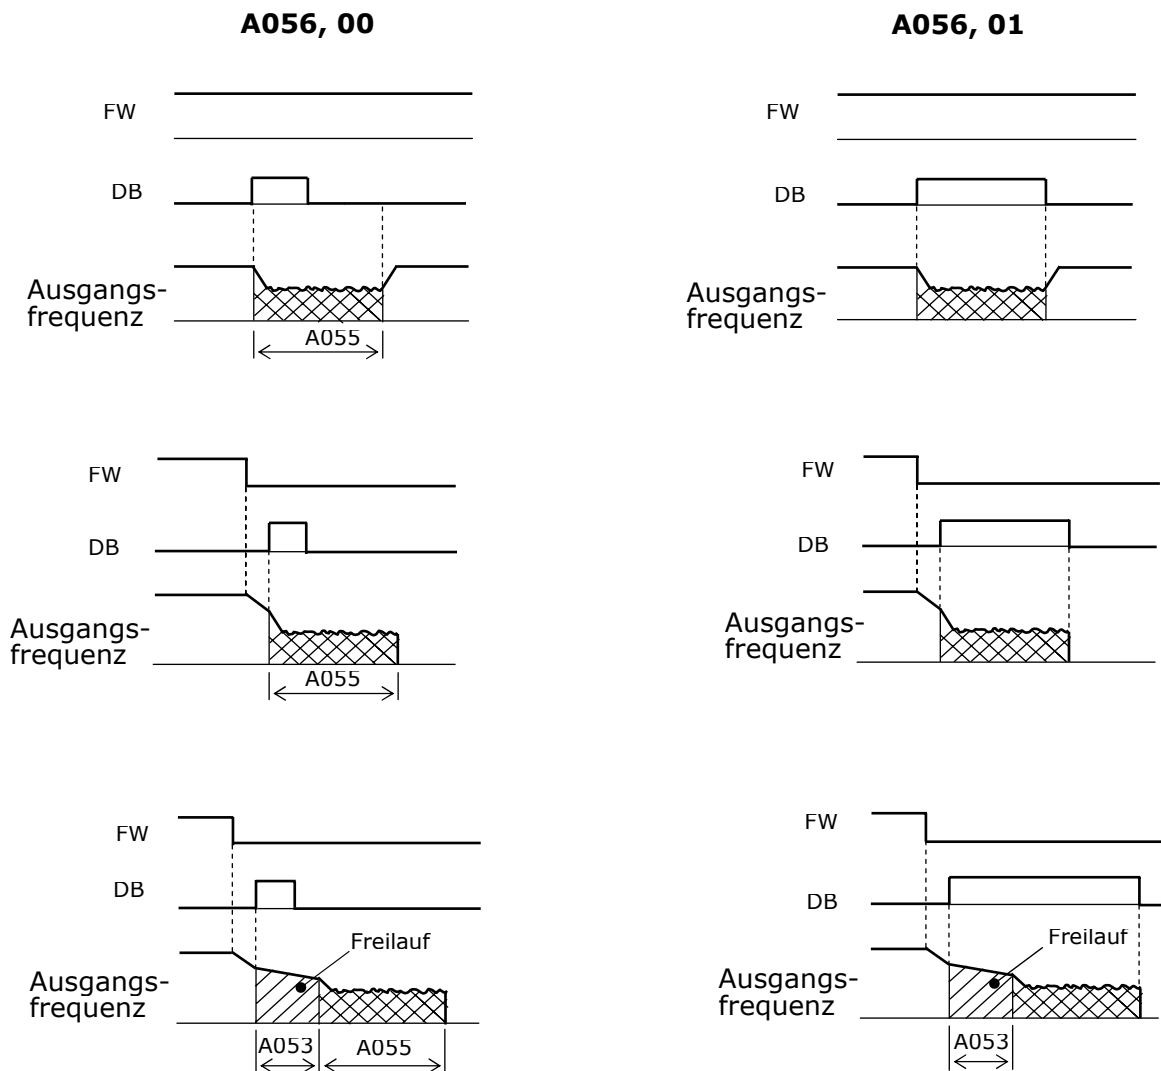 A056, 00
FW
DB
Ausgangs-
frequenz
A055
FW
DB
Ausgangs-
frequenz
A055
FW
DB
Freilauf
Ausgangs-
frequenz
A053
A055
A056, 01
FW
DB
Ausgangs-
frequenz
FW
DB
Ausgangs-
frequenz
FW
DB
Freilauf
Ausgangs-
frequenz
A053